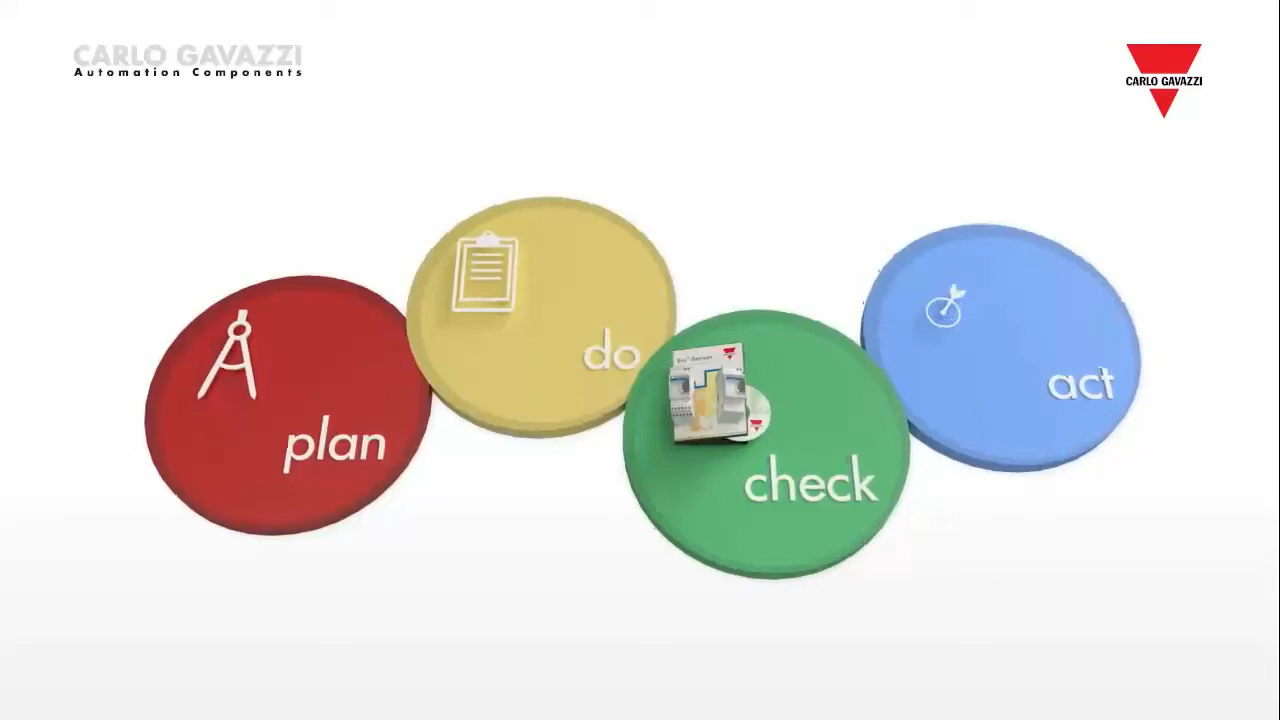 CARLO GAVAZZI
Automation Components
CARLO GAVAZZI
plan
do
check
act